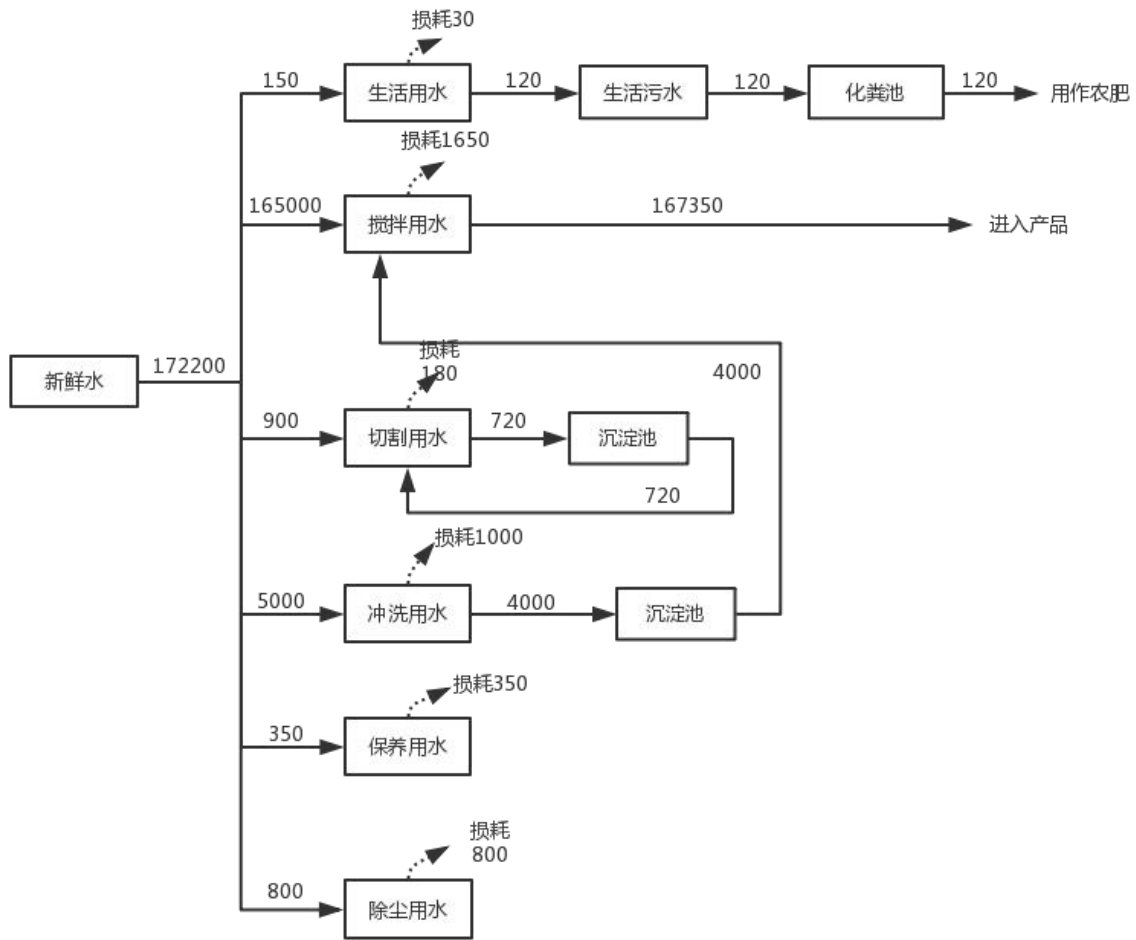 损耗30
150
生活用水
120
生活污水
120
化粪池
120
用作农肥
损耗1650
165000
搅拌用水
167350
进入产品
新鲜水
172200
损耗
180
4000
900
切割用水
720
沉淀池
720
损耗1000
5000
冲洗用水
4000
沉淀池
损耗350
350
保养用水
损耗
800
800
除尘用水